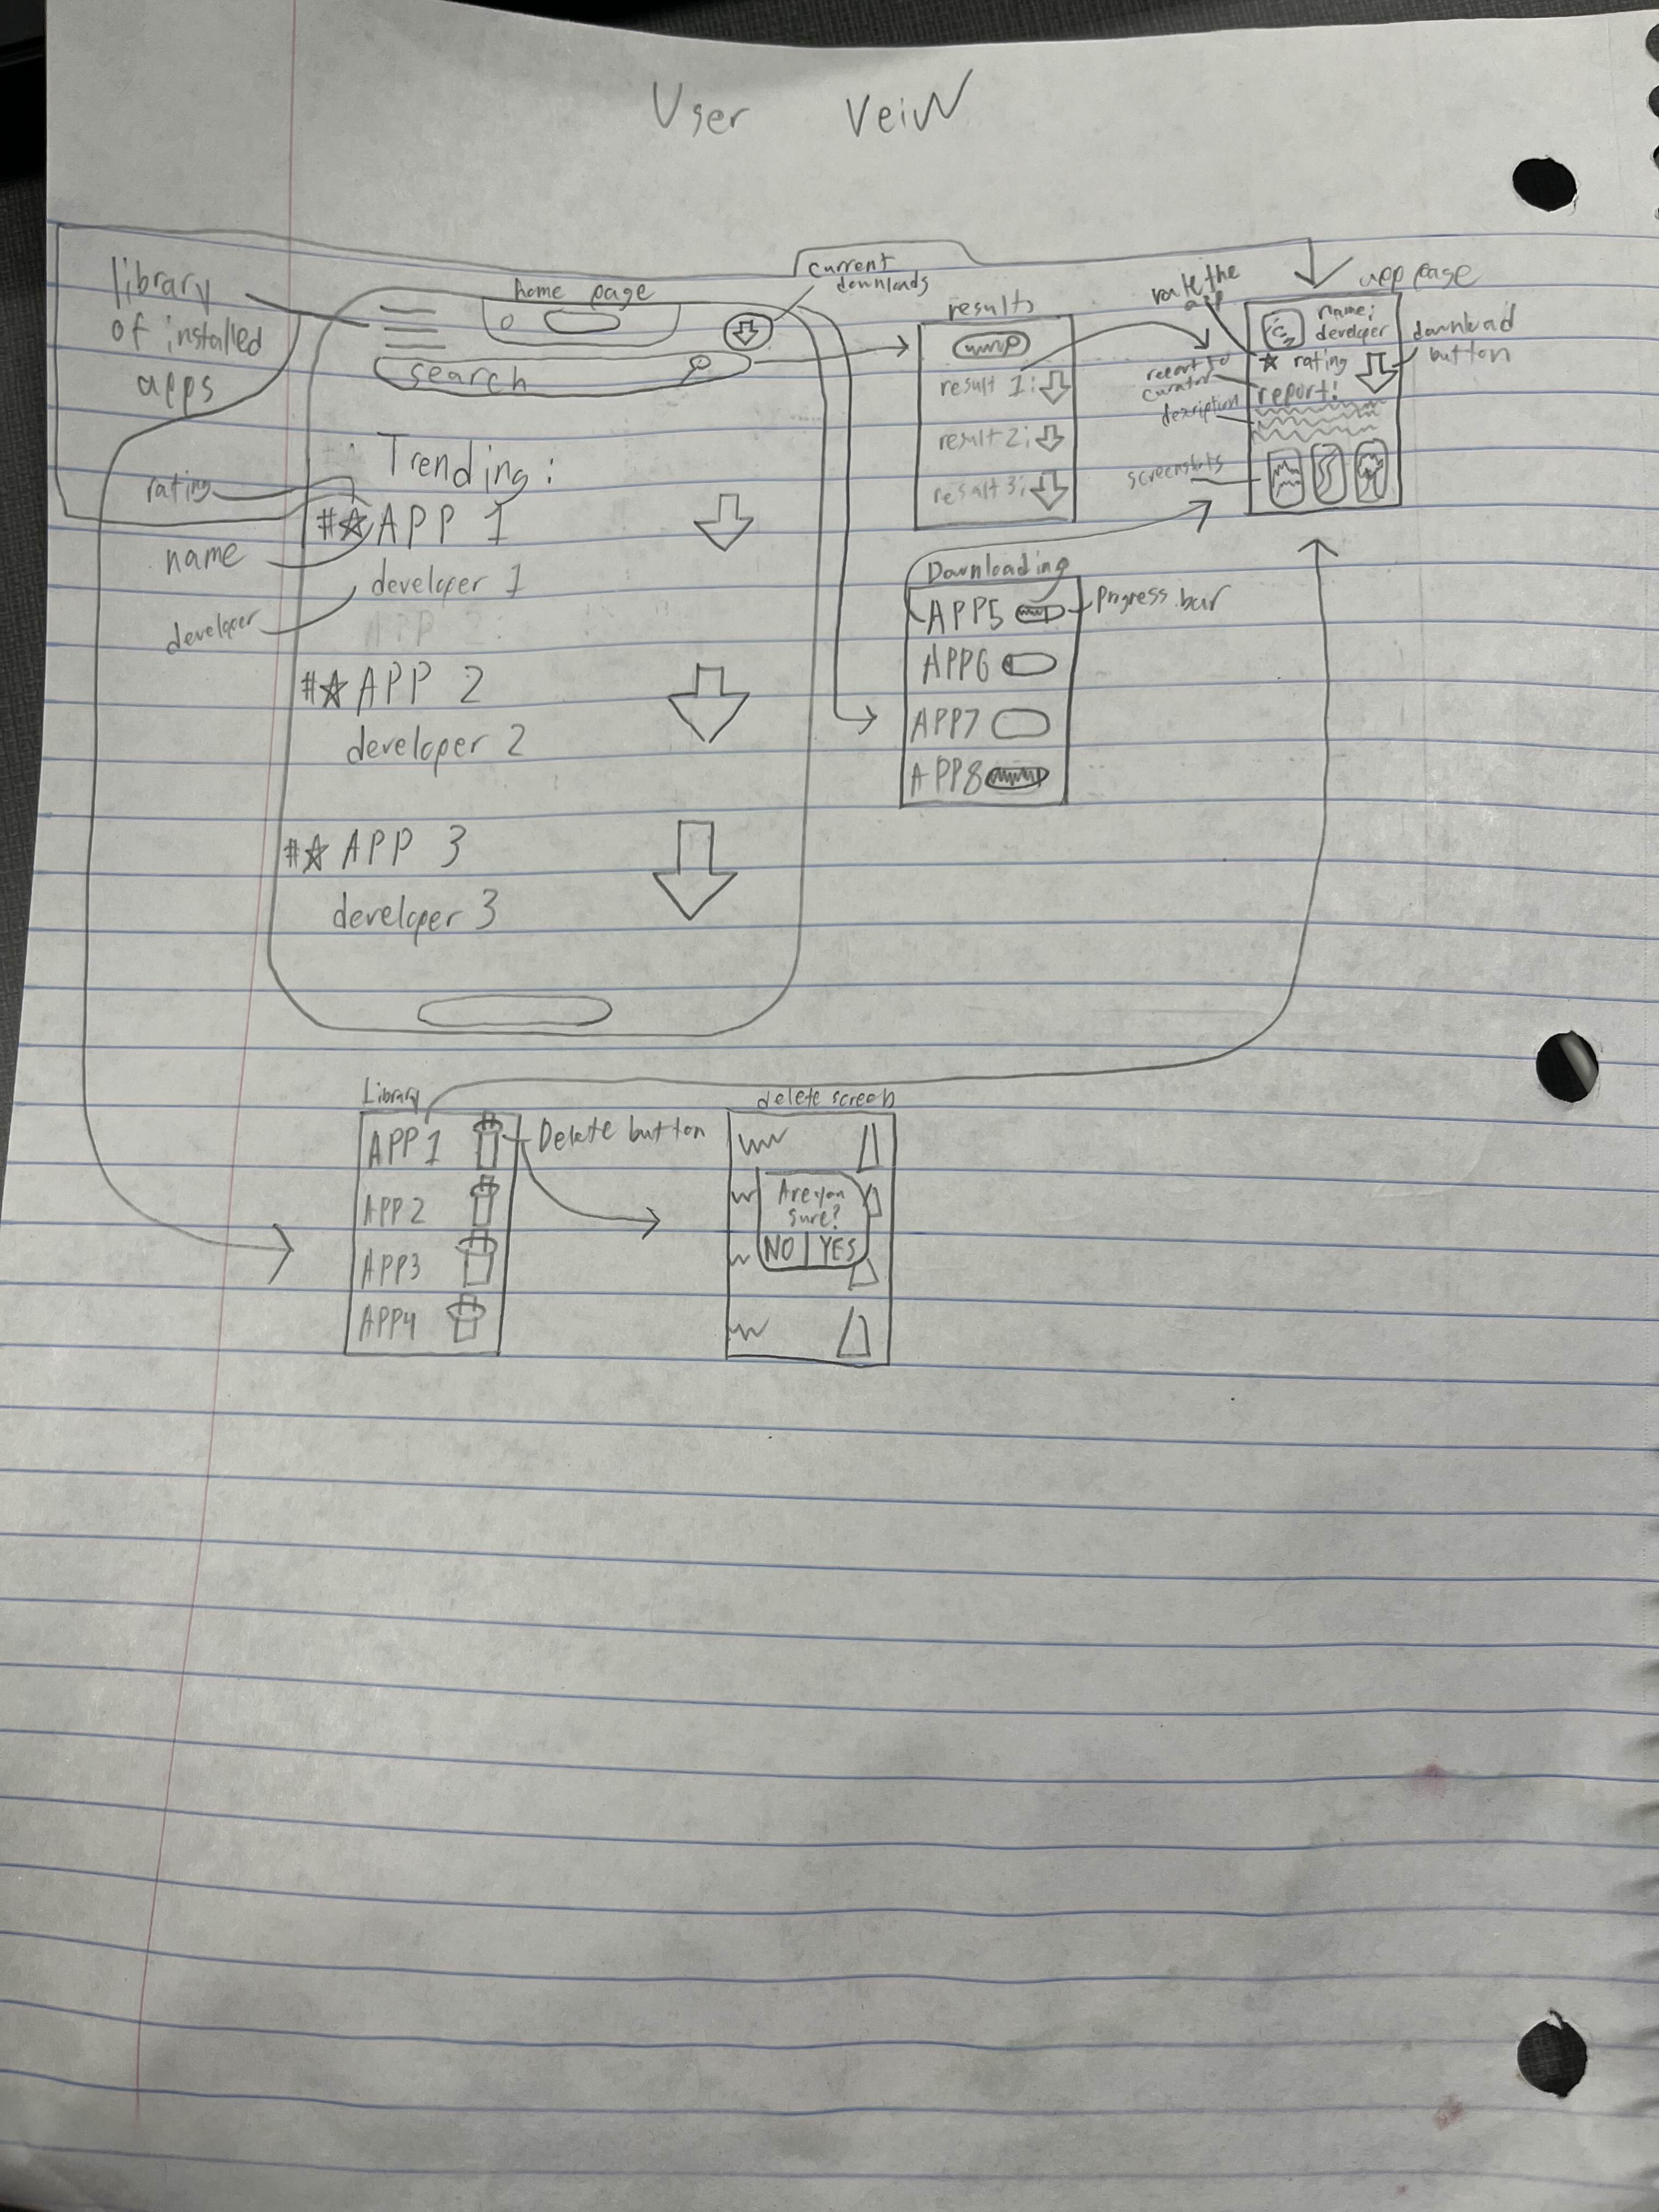 User VeiW
library
of installed
apps
home page
current
downloads
search
Trending:
rating
#☆ APP 1
name
developer 1
developer
APP 2:
#☆ APP 2
developer 2
#☆ APP 3
developer 3
results
result 1:
result 2:
result 3:
rate the
app
app page
name:
developer
☆ rating
download
button
report to
curator
report!
desription
screenshots
Downloading
APP5
Progress bar
APP6
APP7
APP8
Library
APP 1
Delete button
APP 2
APP3
APP4
delete screen
Are you
sure?
NO | YES